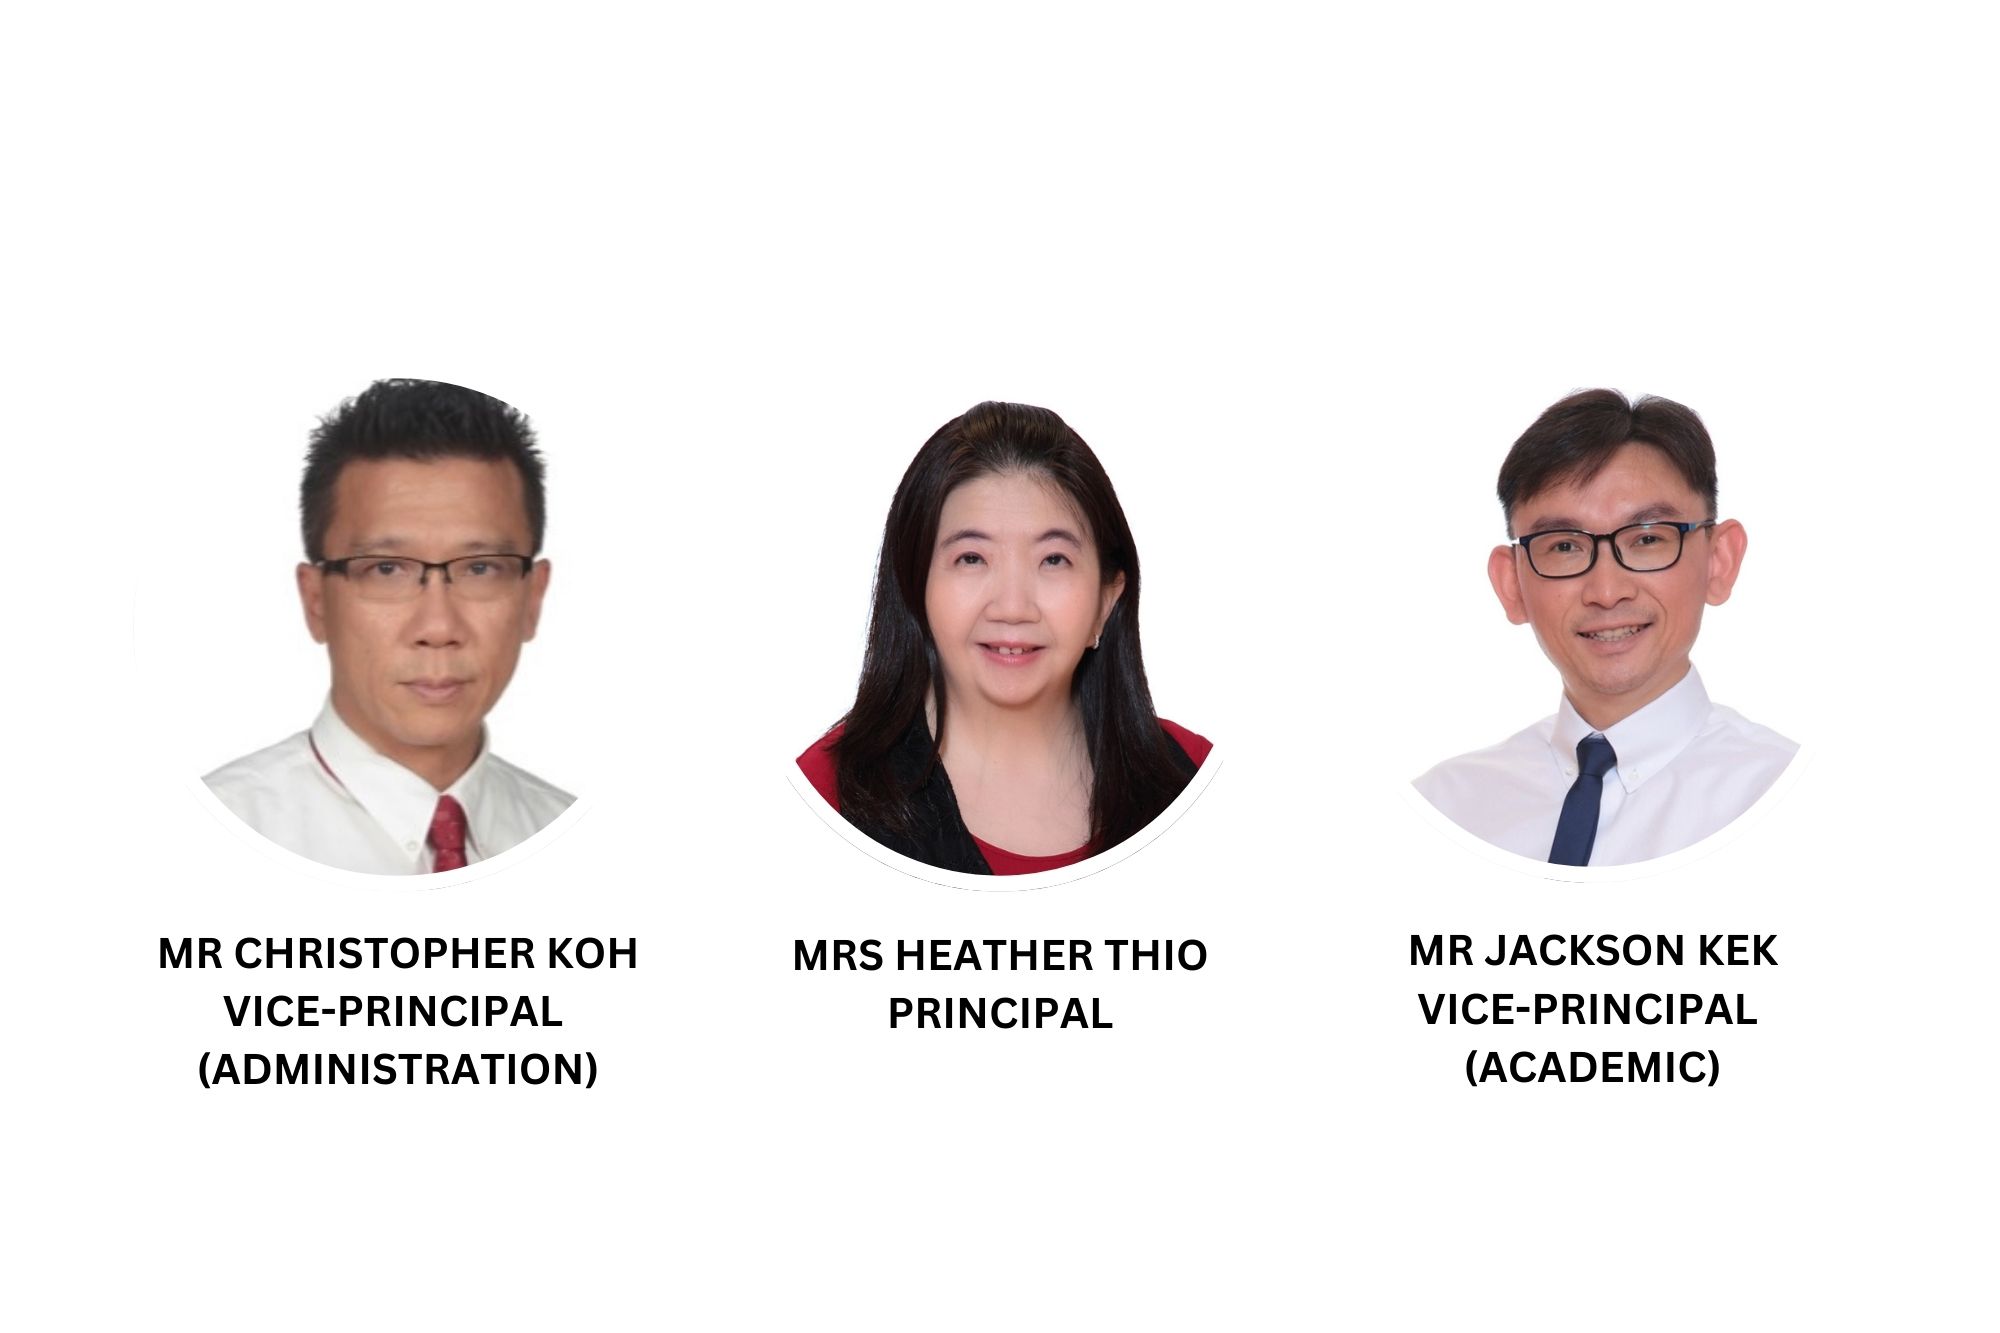 MR CHRISTOPHER KOH
VICE-PRINCIPAL
(ADMINISTRATION)
MRS HEATHER THIO
PRINCIPAL
MR JACKSON KEK
VICE-PRINCIPAL
(ACADEMIC)